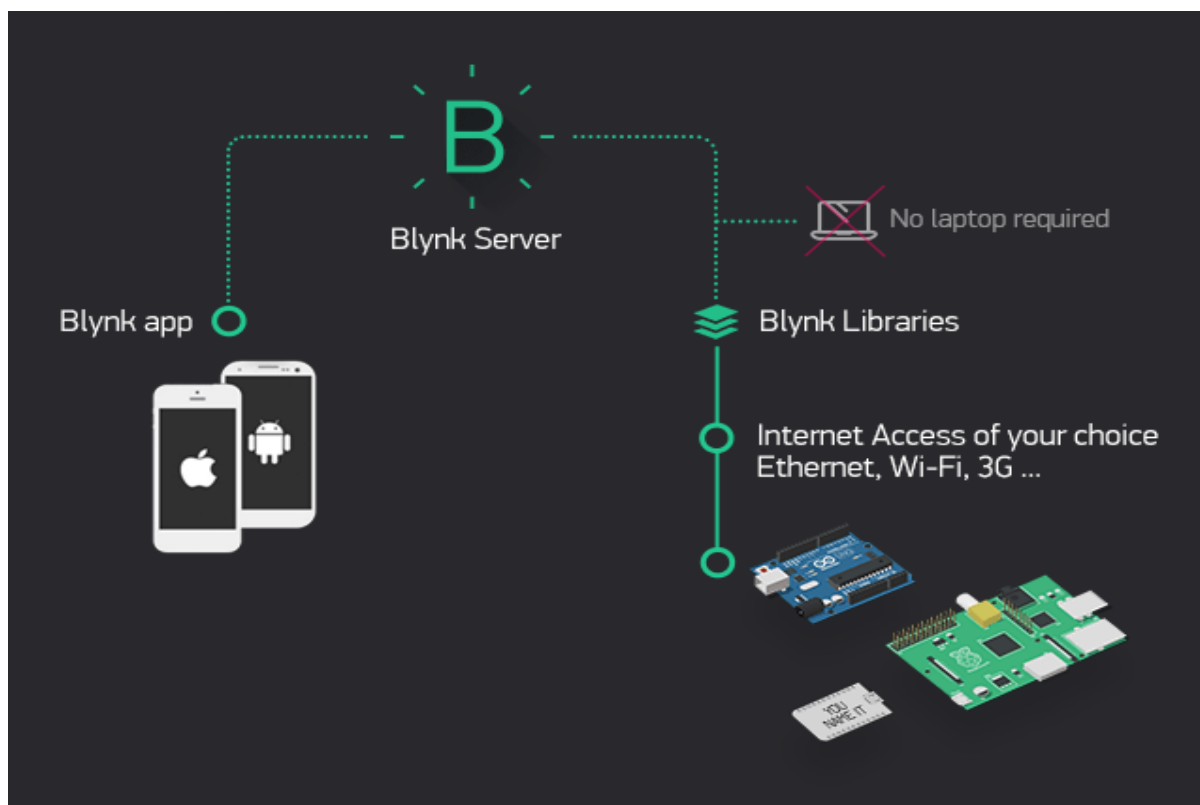 B
Blynk Server
No laptop required
Blynk app
Blynk Libraries
Internet Access of your choice
Ethernet, Wi-Fi, 3G ...
YOU
NAME IT